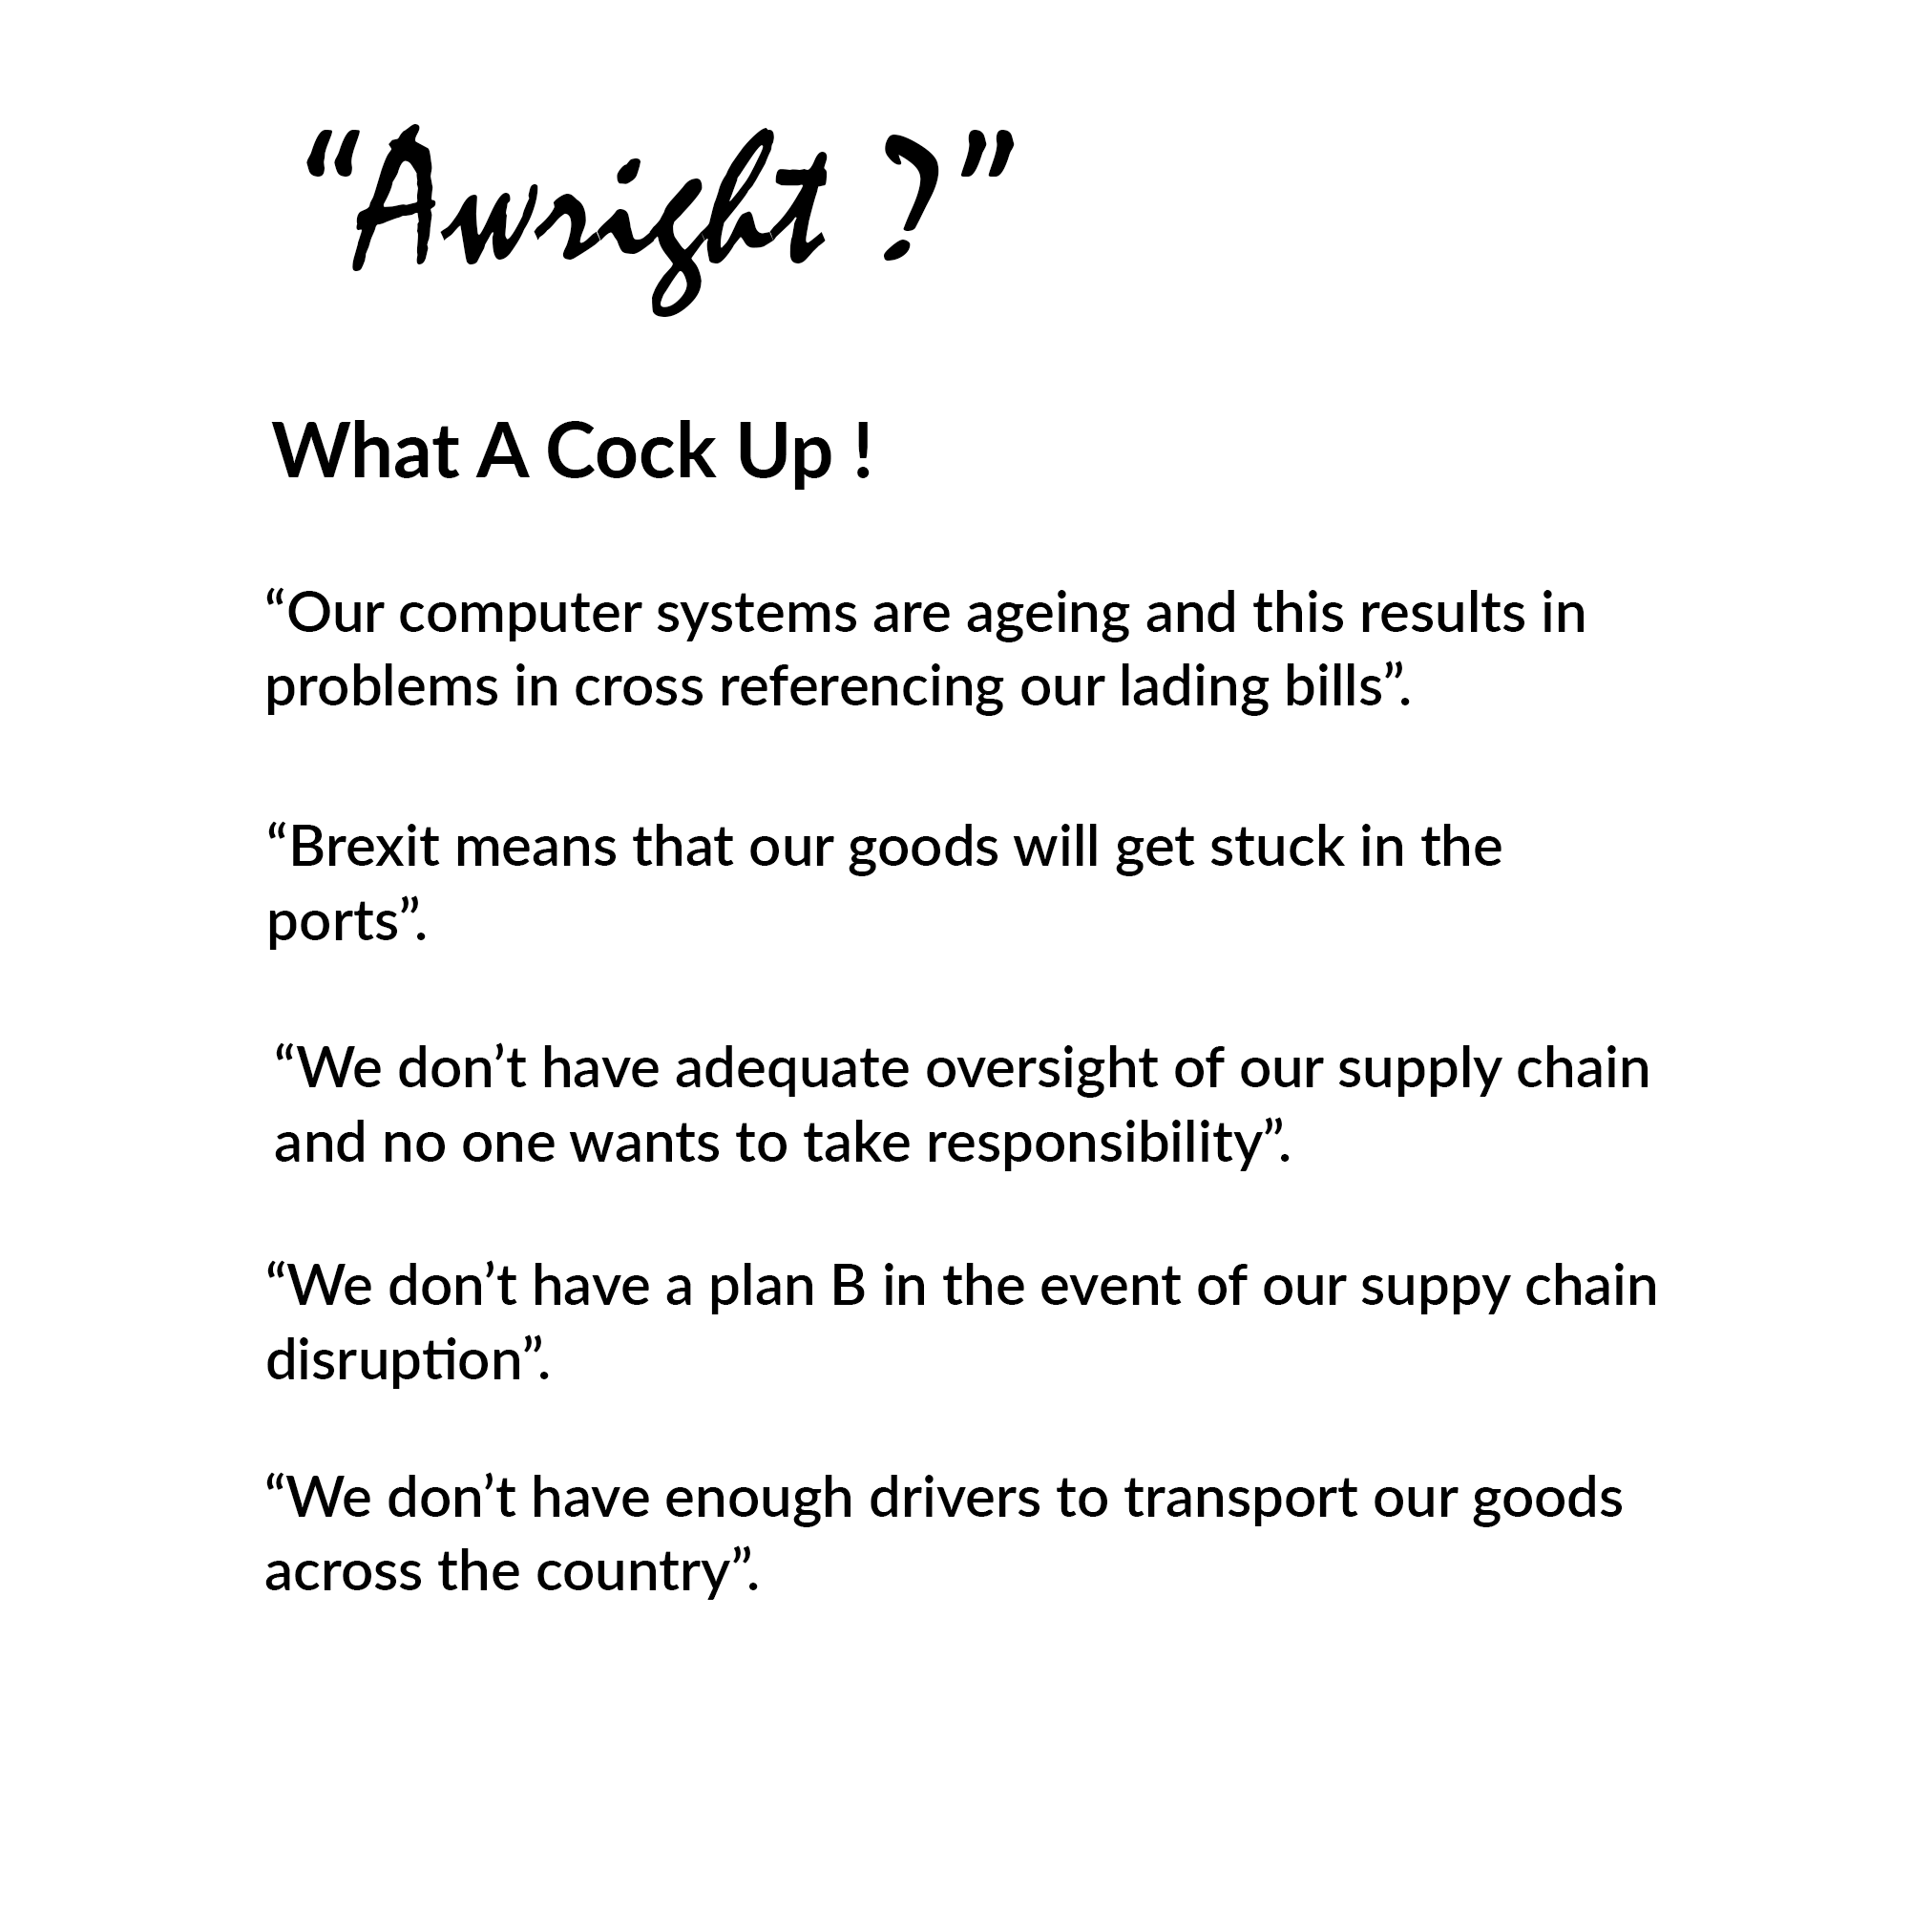 “Awright ?”
What A Cock Up !
“Our computer systems are ageing and this results in
problems in cross referencing our lading bills”.
“Brexit means that our goods will get stuck in the
ports”.
“We don’t have adequate oversight of our supply chain
and no one wants to take responsibility”.
“We don’t have a plan B in the event of our suppy chain
disruption”.
“We don’t have enough drivers to transport our goods
across the country”.